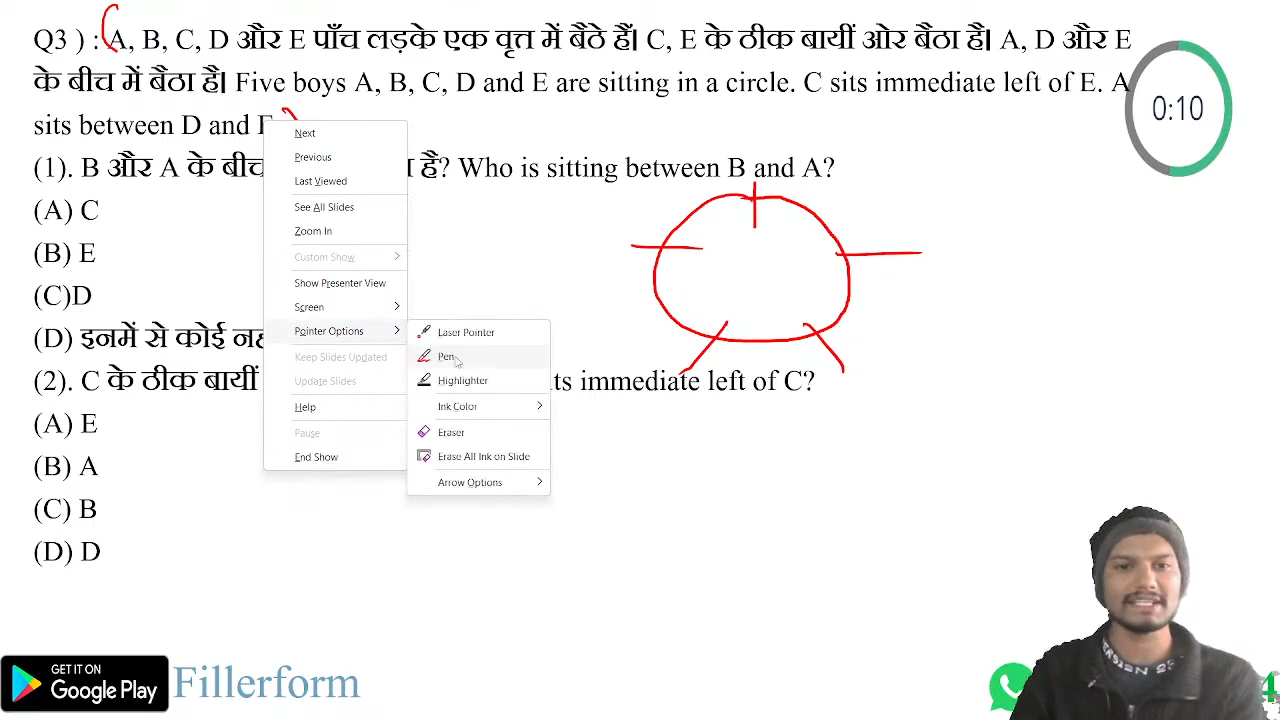 Q3 ) : A, B, C, D और E पाँच लड़के एक वृत्त में बैठे हैं। C, E के ठीक बायीं ओर बैठा है। A, D और E
के बीच में बैठा है। Five boys A, B, C, D and E are sitting in a circle. C sits immediate left of E. A
sits between D and E
(1). B और A के बीच है? Who is sitting between B and A?
(A) C
(B) E
(C)D
(D) इनमें से कोई
(2). C के ठीक बायीं immediate left of C?
(A) E
(B) A
(C) B
(D) D
0:10
Next
Previous
Last Viewed
See All Slides
Zoom In
Custom Show
Show Presenter View
Screen
Pointer Options
Keep Slides Updated
Update Slides
Help
Pause
End Show
Laser Pointer
Pen
Highlighter
Ink Color
Eraser
Erase All Ink on Slide
Arrow Options
GET IT ON
Google Play
Fillerform
4